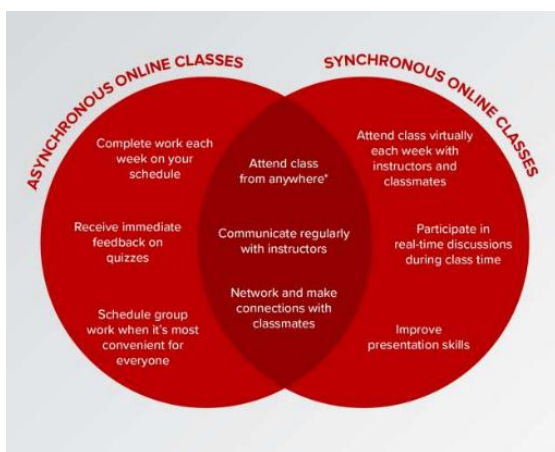 ASYNCHRONOUS ONLINE CLASSES
SYNCHRONOUS ONLINE CLASSES
Complete work each
week on your
schedule
Receive immediate
feedback on
quizzes
Schedule group
work when it's most
convenient for
everyone
Attend class
from anywhere*
Communicate regularly
with instructors
Network and make
connections with
classmates
Attend class virtually
each week with
instructors and
classmates
Participate in
real-time discussions
during class time
Improve
presentation skills